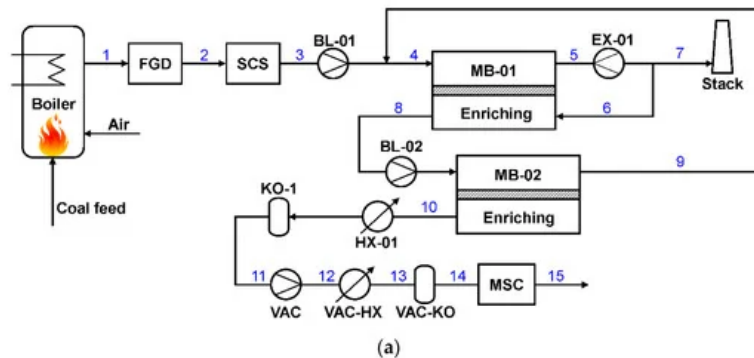 BL-01
EX-01
1
2
3
4
5
7
FGD
SCS
MB-01
Stack
Boiler
8
Enriching
6
Air
BL-02
9
MB-02
KO-1
Coal feed
10
Enriching
HX-01
11
12
13
14
MSC
15
VAC
VAC-HX
VAC-KO
(a)